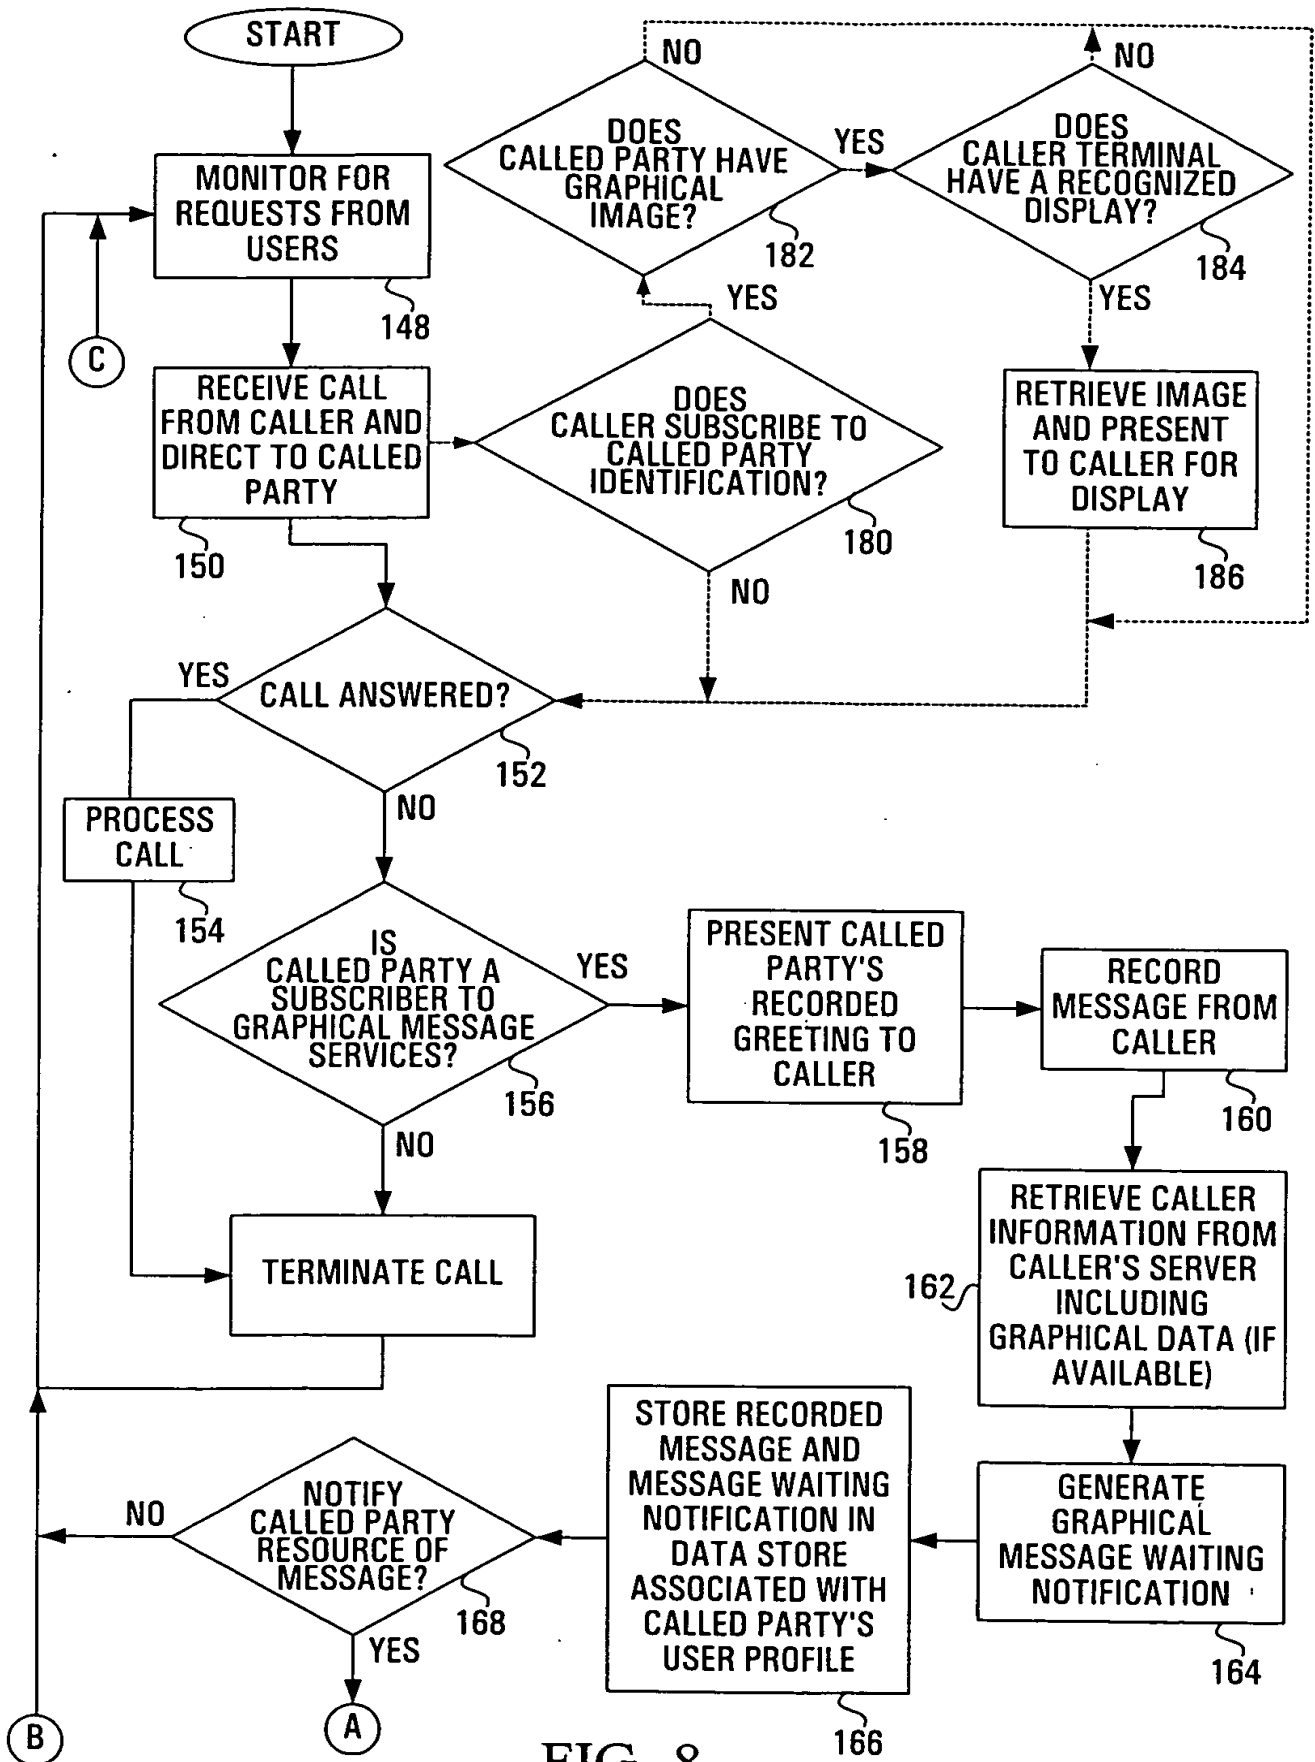 START
MONITOR FOR
REQUESTS FROM
USERS
148
C
RECEIVE CALL
FROM CALLER AND
DIRECT TO CALLED
PARTY
150
DOES
CALLER SUBSCRIBE TO
CALLED PARTY
IDENTIFICATION?
180
YES
NO
DOES
CALLED PARTY HAVE
GRAPHICAL
IMAGE?
182
NO
YES
DOES
CALLER TERMINAL
HAVE A RECOGNIZED
DISPLAY?
184
NO
YES
RETRIEVE IMAGE
AND PRESENT
TO CALLER FOR
DISPLAY
186
CALL ANSWERED?
152
YES
NO
PROCESS
CALL
154
IS
CALLED PARTY A
SUBSCRIBER TO
GRAPHICAL MESSAGE
SERVICES?
156
YES
NO
TERMINATE CALL
PRESENT CALLED
PARTY'S
RECORDED
GREETING TO
CALLER
158
RECORD
MESSAGE FROM
CALLER
160
RETRIEVE CALLER
INFORMATION FROM
CALLER'S SERVER
INCLUDING
GRAPHICAL DATA (IF
AVAILABLE)
162
GENERATE
GRAPHICAL
MESSAGE WAITING
NOTIFICATION
164
STORE RECORDED
MESSAGE AND
MESSAGE WAITING
NOTIFICATION IN
DATA STORE
ASSOCIATED WITH
CALLED PARTY'S
USER PROFILE
166
NOTIFY
CALLED PARTY
RESOURCE OF
MESSAGE?
168
NO
YES
B
A
FIG. 8